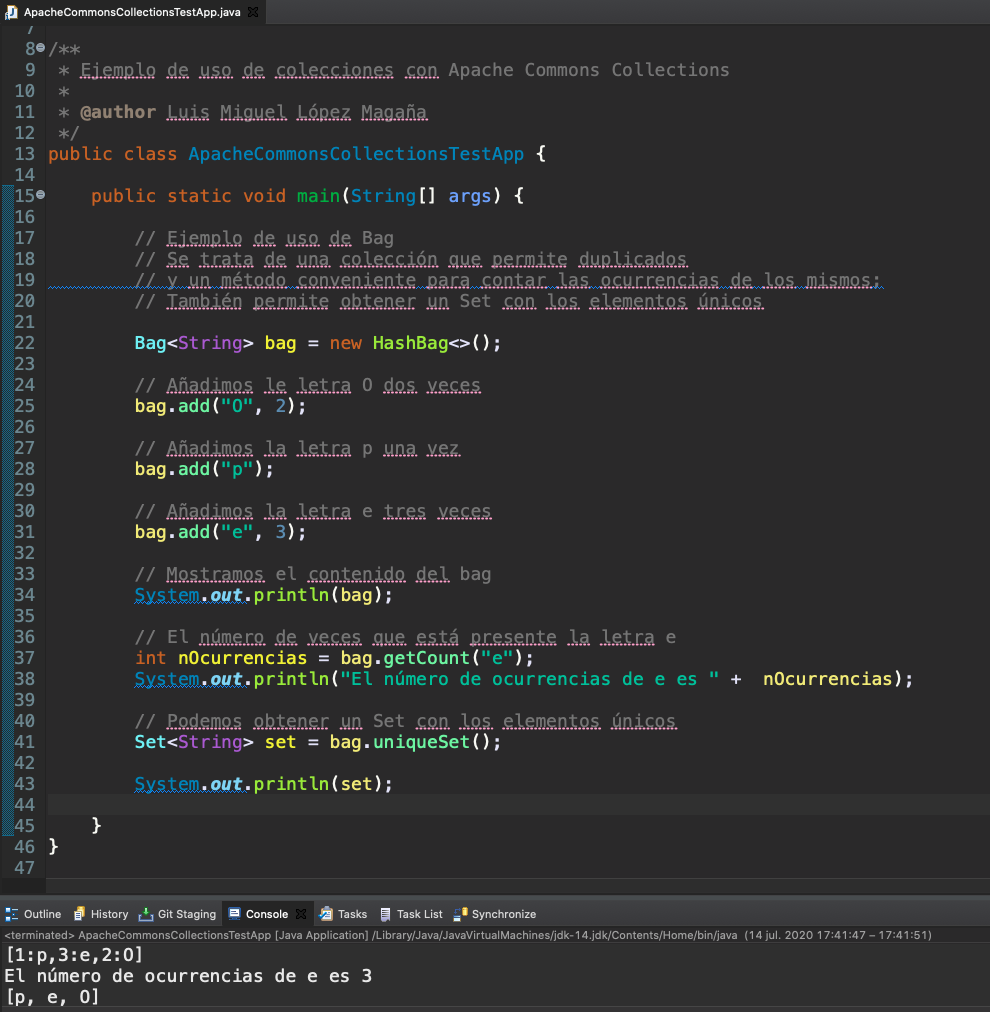 ApacheCommonsCollectionsTestApp.java
7
8 /**
9 * Ejemplo de uso de colecciones con Apache Commons Collections
10 *
11 * @author Luis Miguel López Magaña
12 */
13 public class ApacheCommonsCollectionsTestApp {
14
15 public static void main(String[] args) {
16
17 // Ejemplo de uso de Bag
18 // Se trata de una colección que permite duplicados
19 // y un método conveniente para contar las ocurrencias de los mismos;
20 // También permite obtener un Set con los elementos únicos
21
22 Bag<String> bag = new HashBag<>();
23
24 // Añadimos le letra O dos veces
25 bag.add("O", 2);
26
27 // Añadimos la letra p una vez
28 bag.add("p");
29
30 // Añadimos la letra e tres veces
31 bag.add("e", 3);
32
33 // Mostramos el contenido del bag
34 System.out.println(bag);
35
36 // El número de veces que está presente la letra e
37 int nOcurrencias = bag.getCount("e");
38 System.out.println("El número de ocurrencias de e es " +  nOcurrencias);
39
40 // Podemos obtener un Set con los elementos únicos
41 Set<String> set = bag.uniqueSet();
42
43 System.out.println(set);
44
45 }
46 }
47
Outline History Git Staging Console Tasks Task List Synchronize
<terminated> ApacheCommonsCollectionsTestApp [Java Application] /Library/Java/JavaVirtualMachines/jdk-14.jdk/Contents/Home/bin/java (14 jul. 2020 17:41:47 – 17:41:51)
[1:p,3:e,2:O]
El número de ocurrencias de e es 3
[p, e, O]